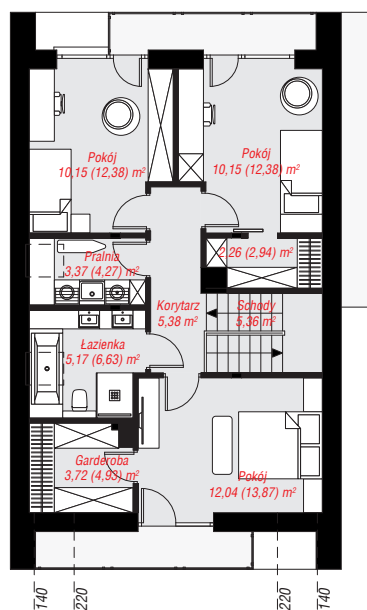 Pokój
10,15 (12,38) m²
Pokój
10,15 (12,38) m²
Pralnia
3,37 (4,27) m²
2,26 (2,94) m²
Korytarz
5,38 m²
Schody
5,36 m²
Łazienka
5,17 (6,63) m²
Garderoba
3,72 (4,93) m²
Pokój
12,04 (13,87) m²
140
220
220
140